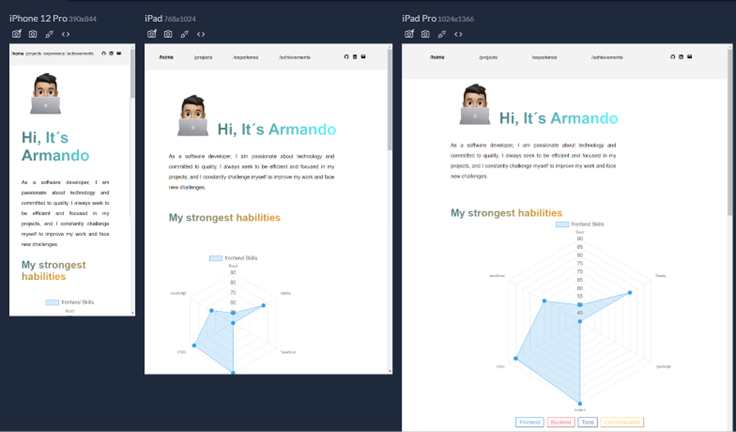 iPhone 12 Pro 390x844
/home /projects /experience /achievements
Hi, It´s
Armando
As a software developer, I am
passionate about technology and
committed to quality. I always seek to
be efficient and focused in my
projects, and I constantly challenge
myself to improve my work and face
new challenges.
My strongest
habilities
frontend Skills
React
iPad 768x1024
/home /projects /experience /achievements
Hi, It´s Armando
As a software developer, I am passionate about technology and
committed to quality. I always seek to be efficient and focused in my
projects, and I constantly challenge myself to improve my work and face
new challenges.
My strongest habilities
frontend Skills
React
90
80
70
60
JavaScript
Gatsby
TypeScript
iPad Pro 1024x1366
/home /projects /experience /achievements
Hi, It´s Armando
As a software developer, I am passionate about technology and
committed to quality. I always seek to be efficient and focused in my
projects, and I constantly challenge myself to improve my work and face
new challenges.
My strongest habilities
frontend Skills
React
90
85
80
75
70
65
60
55
50
45
JavaScript
Gatsby
TypeScript
Frontend Backend Tools Communication